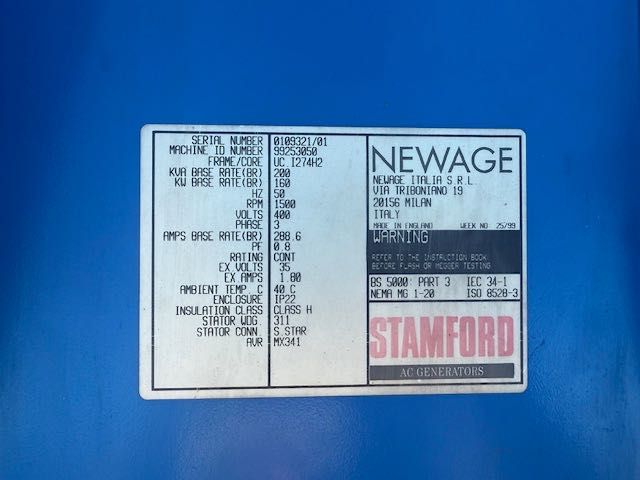 SERIAL NUMBER 0109321/01
MACHINE ID NUMBER 99253050
FRAME/CORE UC.I274H2
KVA BASE RATE(BR) 200
KW BASE RATE(BR) 160
HZ 50
RPM 1500
VOLTS 400
PHASE 3
AMPS BASE RATE(BR) 288.6
PF 0.8
RATING CONT
EX VOLTS 35
EX AMPS 1.80
AMBIENT TEMP. C 40 C
ENCLOSURE IP22
INSULATION CLASS CLASS H
STATOR WDG. 311
STATOR CONN. S.STAR
AVR MX341
NEWAGE
NEWAGE ITALIA S.R.L.
VIA TRIBONIANO 19
20156 MILAN
ITALY
MADE IN ENGLAND WEEK NO 25/99
WARNING
REFER TO THE INSTRUCTION BOOK
BEFORE FLASH OR MEGGER TESTING
BS 5000: PART 3 IEC 34-1
NEMA MG 1-20 ISO 8528-3
STAMFORD
AC GENERATORS